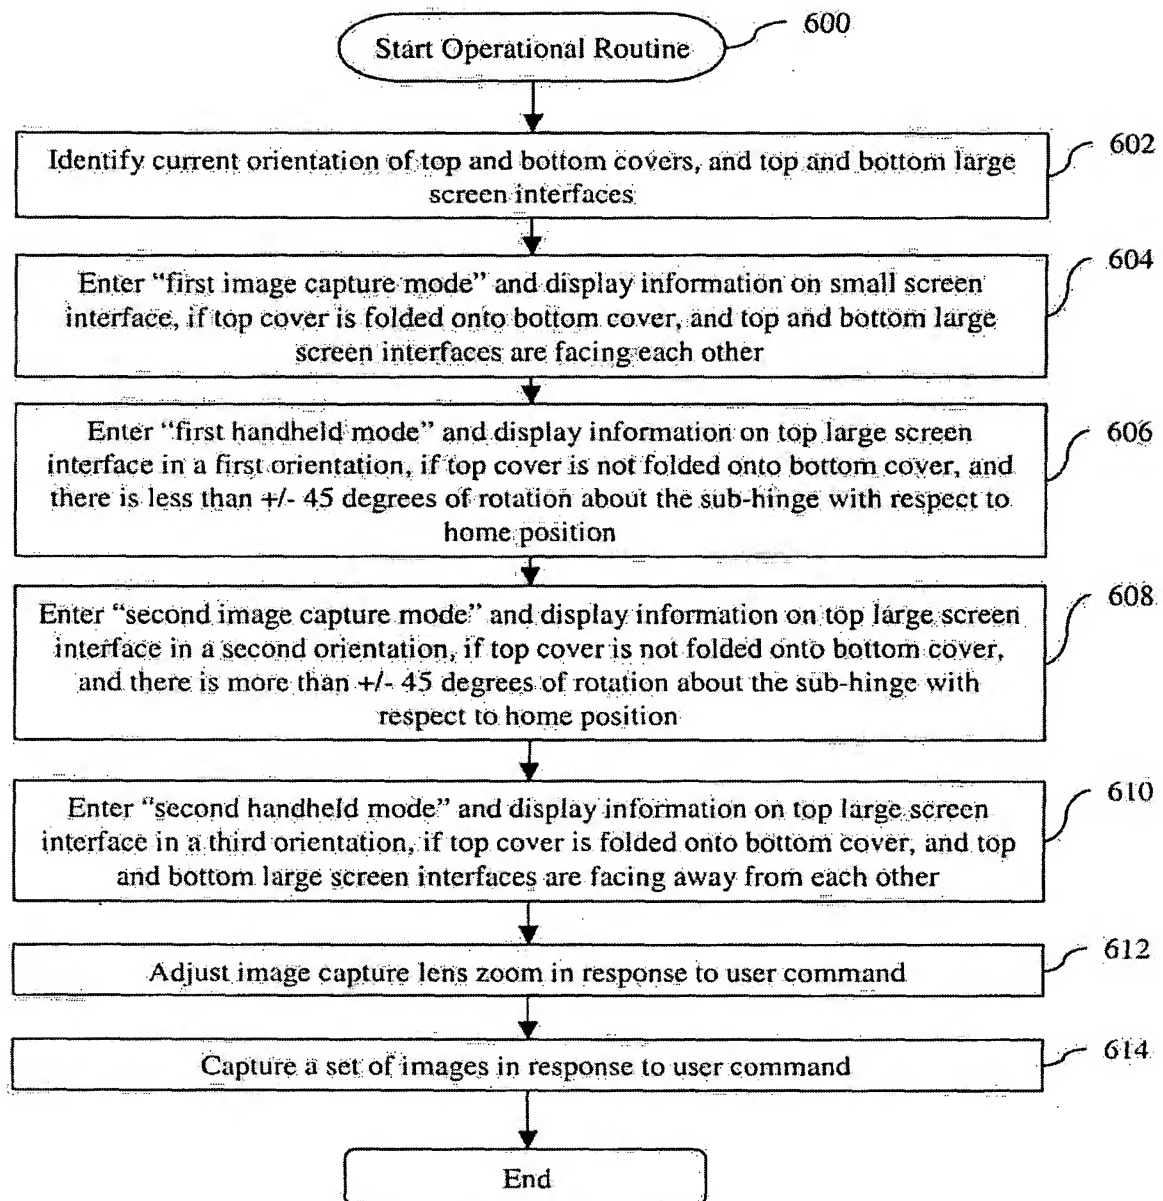 Start Operational Routine
600
Identify current orientation of top and bottom covers, and top and bottom large
screen interfaces
602
Enter “first image capture mode” and display information on small screen
interface, if top cover is folded onto bottom cover, and top and bottom large
screen interfaces are facing each other
604
Enter “first handheld mode” and display information on top large screen
interface in a first orientation, if top cover is not folded onto bottom cover, and
there is less than +/- 45 degrees of rotation about the sub-hinge with respect to
home position
606
Enter “second image capture mode” and display information on top large screen
interface in a second orientation, if top cover is not folded onto bottom cover,
and there is more than +/- 45 degrees of rotation about the sub-hinge with
respect to home position
608
Enter “second handheld mode” and display information on top large screen
interface in a third orientation, if top cover is folded onto bottom cover, and top
and bottom large screen interfaces are facing away from each other
610
Adjust image capture lens zoom in response to user command
612
Capture a set of images in response to user command
614
End